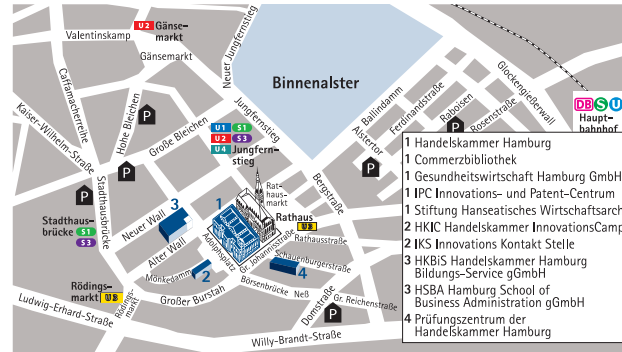 U2 Gänse-
markt
Valentinskamp
Gänsemarkt
Neuer Jungfernstieg
Binnenalster
Glockengießerwall
Caffamacherreihe
Kaiser-Wilhelm-Straße
Hohe Bleichen
Große Bleichen
Jungfernstieg
Ballindamm
Ferdinandstraße
Raboisen
Rosenstraße
Alstertor
DB S U
Haupt-
bahnhof
P
P
P
P
P
P
U1 S1
U2 S3
U4 Jungfern-
stieg
Stadthausbrücke
Stadthaus-
brücke S1
S3
Neuer Wall
3
1
Alter Wall
Adolphsplatz
Rat-
haus-
markt
Rathaus
U3
Rathausstraße
Bergstraße
Gr. Johannisstraße
Schauenburgerstraße
4
2
Mönkedamm
Börsenbrücke
Neß
Gr. Reichenstraße
Großer Burstah
Domstraße
Rödings-
markt U3
Rödings-
markt
Ludwig-Erhard-Straße
Willy-Brandt-Straße
1 Handelskammer Hamburg
1 Commerzbibliothek
1 Gesundheitswirtschaft Hamburg GmbH
1 IPC Innovations- und Patent-Centrum
1 Stiftung Hanseatisches Wirtschaftsarch
2 HKIC Handelskammer InnovationsCamp
2 IKS Innovations Kontakt Stelle
3 HKBiS Handelskammer Hamburg
Bildungs-Service gGmbH
3 HSBA Hamburg School of
Business Administration gGmbH
4 Prüfungszentrum der
Handelskammer Hamburg